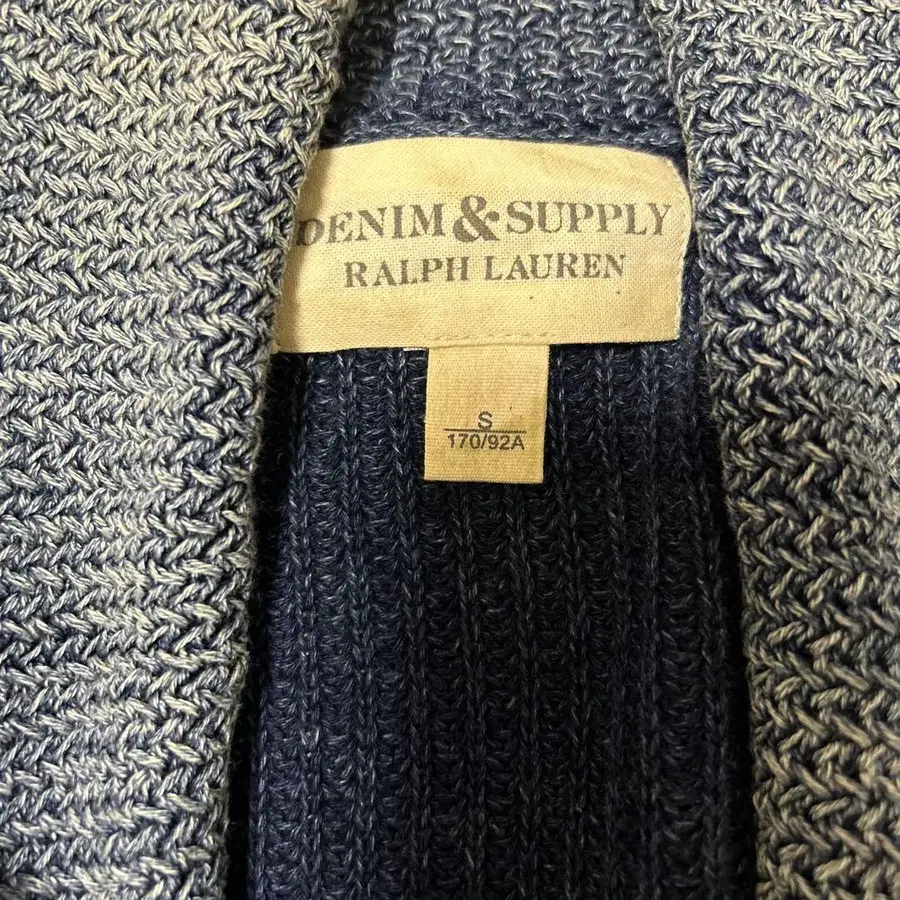 DENIM & SUPPLY
RALPH LAUREN
S
170/92A